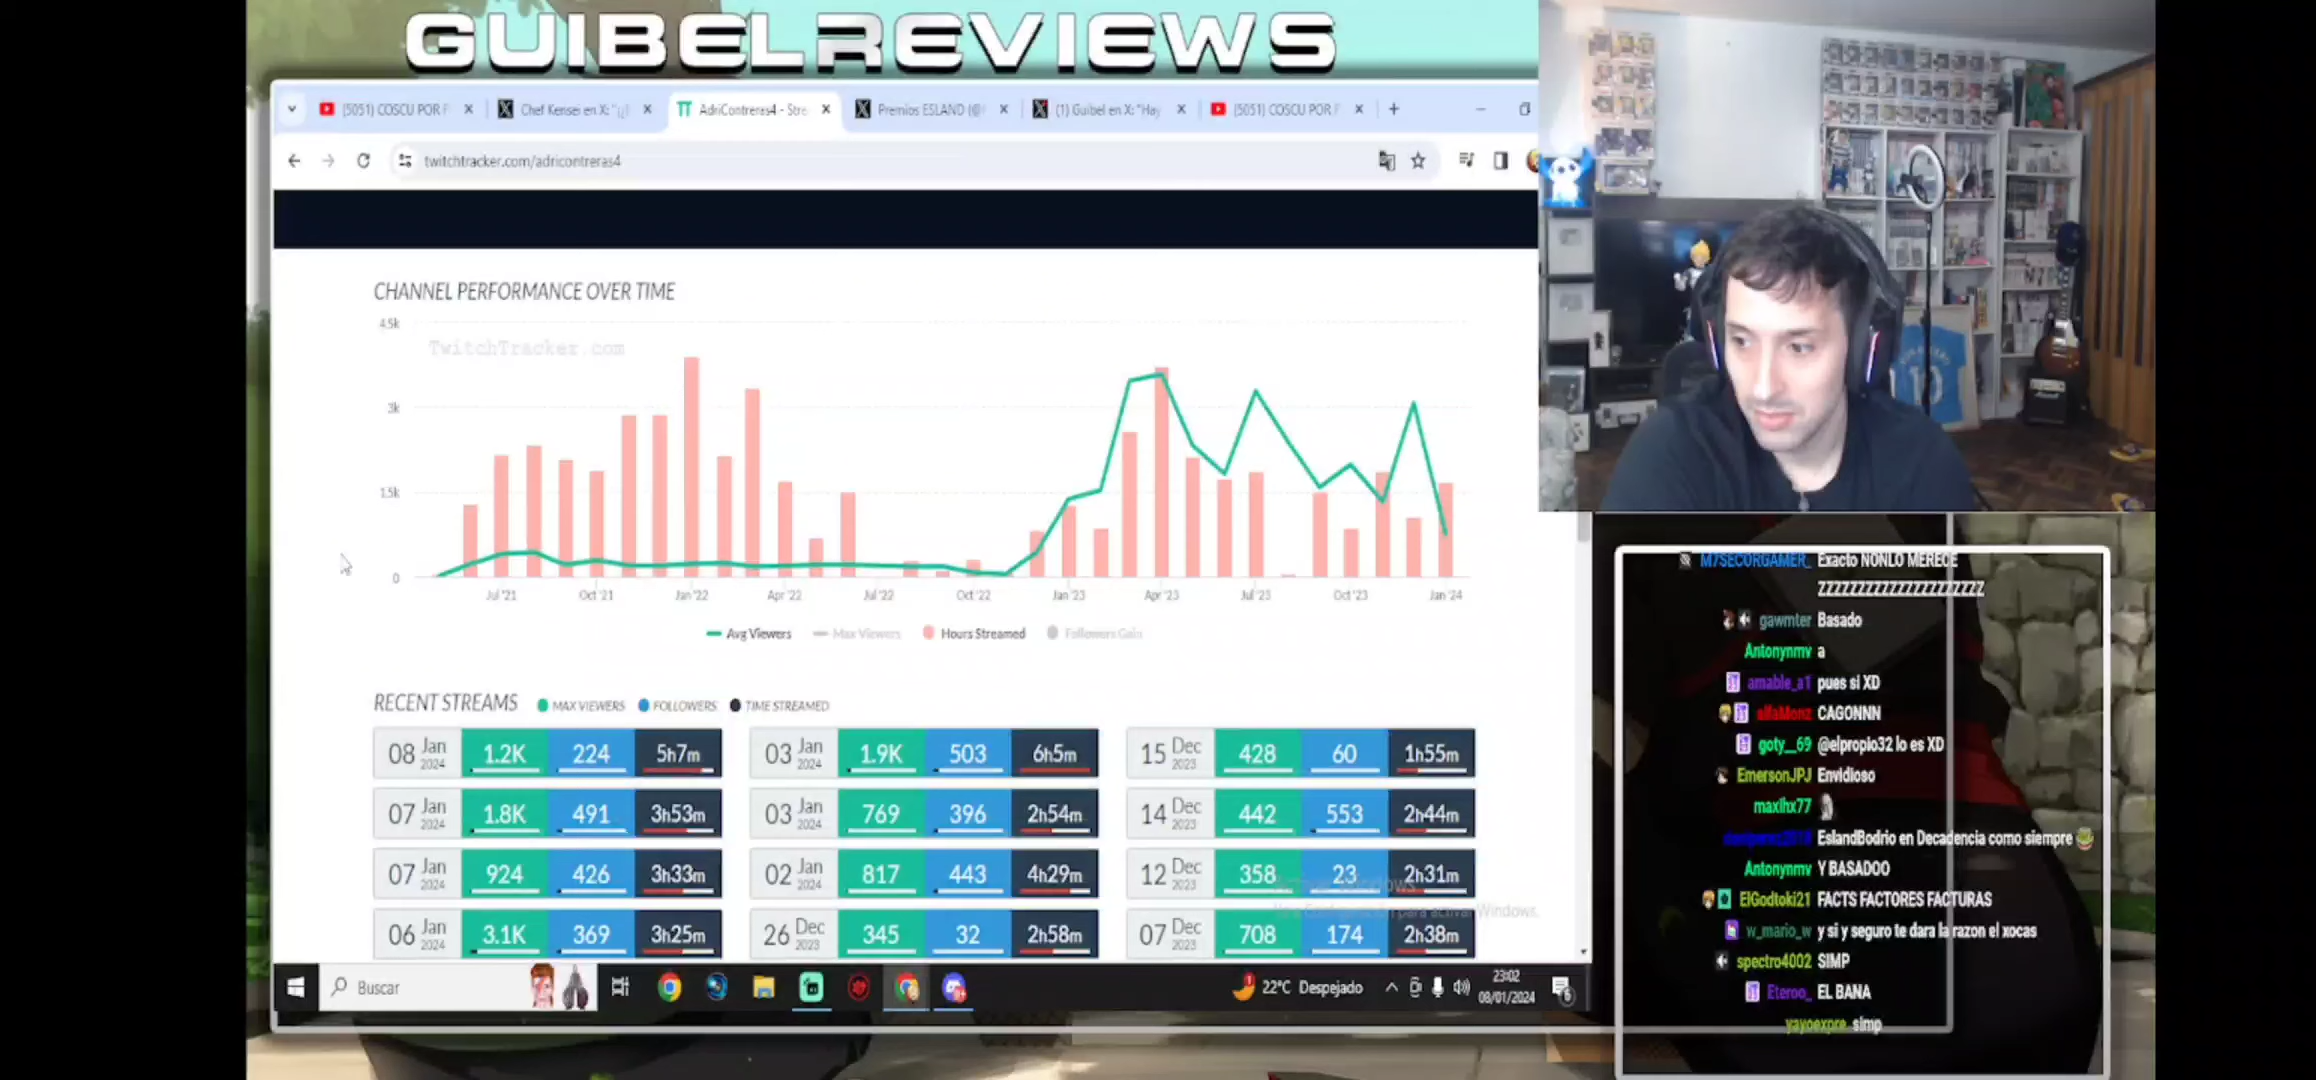 GUIBELREVIEWS
(5051) COSCU POR F
Chef Kensei en X: "¡¡
AdriContreras4 - Stre
Premios ESLAND (@
(1) Guibel en X: "Hay
(5051) COSCU POR F
twitchtracker.com/adricontreras4
CHANNEL PERFORMANCE OVER TIME
4.5k
TwitchTracker.com
3k
1.5k
0
Jul '21 Oct '21 Jan '22 Apr '22 Jul '22 Oct '22 Jan '23 Apr '23 Jul '23 Oct '23 Jan '24
Avg Viewers Max Viewers Hours Streamed Followers Gain
RECENT STREAMS MAX VIEWERS FOLLOWERS TIME STREAMED
08 Jan 2024 1.2K 224 5h7m
03 Jan 2024 1.9K 503 6h5m
15 Dec 2023 428 60 1h55m
07 Jan 2024 1.8K 491 3h53m
03 Jan 2024 769 396 2h54m
14 Dec 2023 442 553 2h44m
07 Jan 2024 924 426 3h33m
02 Jan 2024 817 443 4h29m
12 Dec 2023 358 23 2h31m
06 Jan 2024 3.1K 369 3h25m
26 Dec 2023 345 32 2h58m
07 Dec 2023 708 174 2h38m
Buscar
22°C Despejado
23:02
08/01/2024
M7SECORGAMER_ Exacto NONLO MERECE
ZZZZZZZZZZZZZZZZZZZZZZ
gawmter Basado
Antonynmv a
amable_a1 pues si XD
alfaMonz CAGONNN
goty__69 @elpropio32 lo es XD
EmersonJPJ Envidioso
maxlhx77
EslandBodrio en Decadencia como siempre
Antonynmv Y BASADOO
ElGodtoki21 FACTS FACTORES FACTURAS
w_mario_w y si y seguro te dara la razon el xocas
spectro4002 SIMP
Eteroo_ EL BANA
yayoexpre simp
10